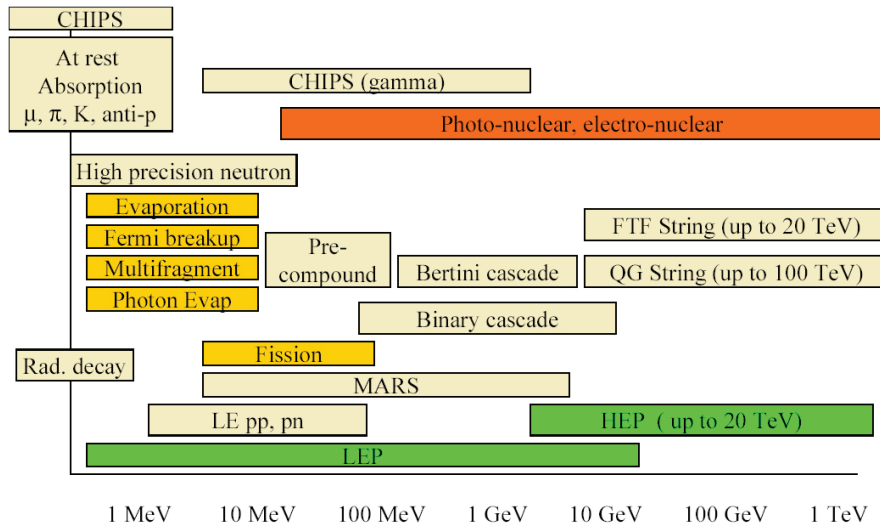 CHIPS
At rest
Absorption
μ, π, K, anti-p
CHIPS (gamma)
Photo-nuclear, electro-nuclear
High precision neutron
Evaporation
Fermi breakup
Multifragment
Photon Evap
Pre-
compound
Bertini cascade
FTF String (up to 20 TeV)
QG String (up to 100 TeV)
Binary cascade
Fission
Rad. decay
MARS
LE pp, pn
HEP ( up to 20 TeV)
LEP
1 MeV 10 MeV 100 MeV 1 GeV 10 GeV 100 GeV 1 TeV